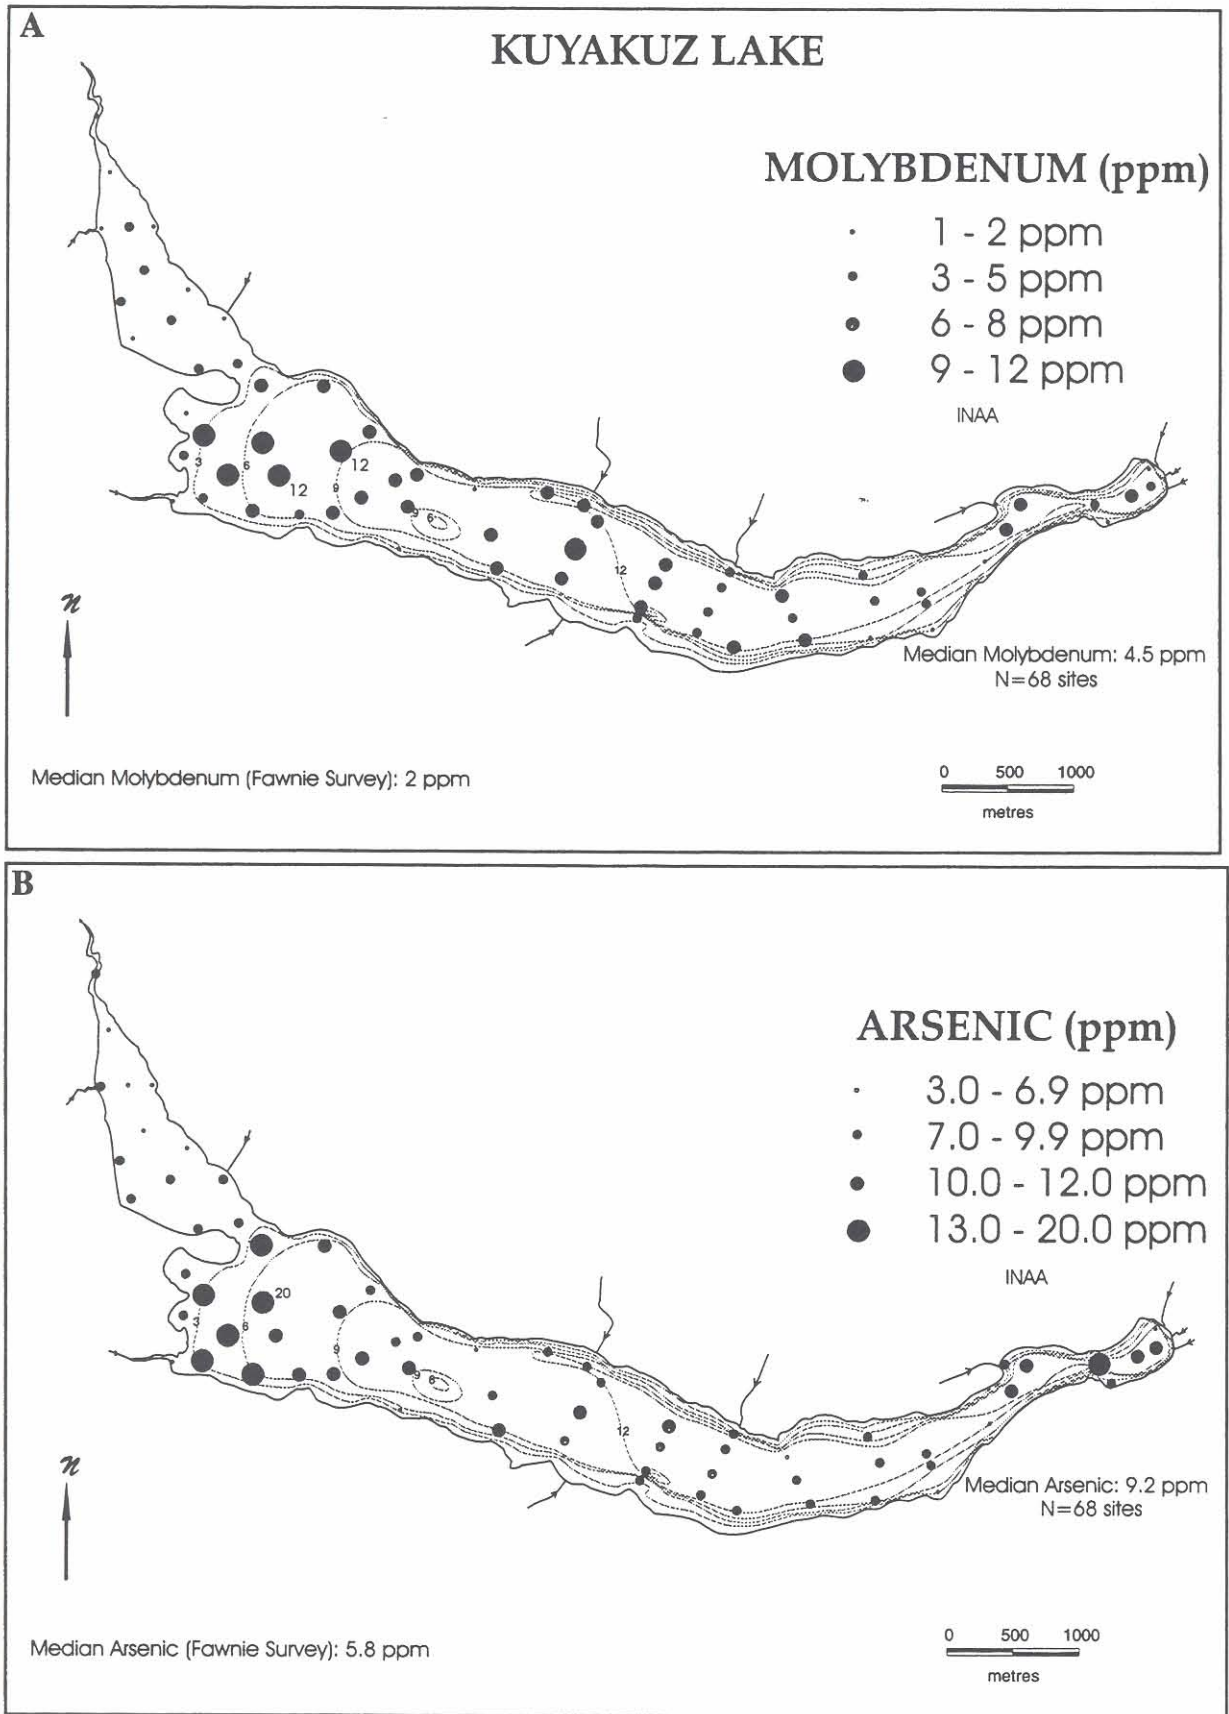 A
KUYAKUZ LAKE
MOLYBDENUM (ppm)
1 - 2 ppm
3 - 5 ppm
6 - 8 ppm
9 - 12 ppm
INAA
12
3
6
12
9
9
6
12
N
Median Molybdenum: 4.5 ppm
N=68 sites
Median Molybdenum (Fawnie Survey): 2 ppm
0 500 1000
metres
B
ARSENIC (ppm)
3.0 - 6.9 ppm
7.0 - 9.9 ppm
10.0 - 12.0 ppm
13.0 - 20.0 ppm
INAA
20
3
6
9
9
6
12
N
Median Arsenic: 9.2 ppm
N=68 sites
Median Arsenic (Fawnie Survey): 5.8 ppm
0 500 1000
metres